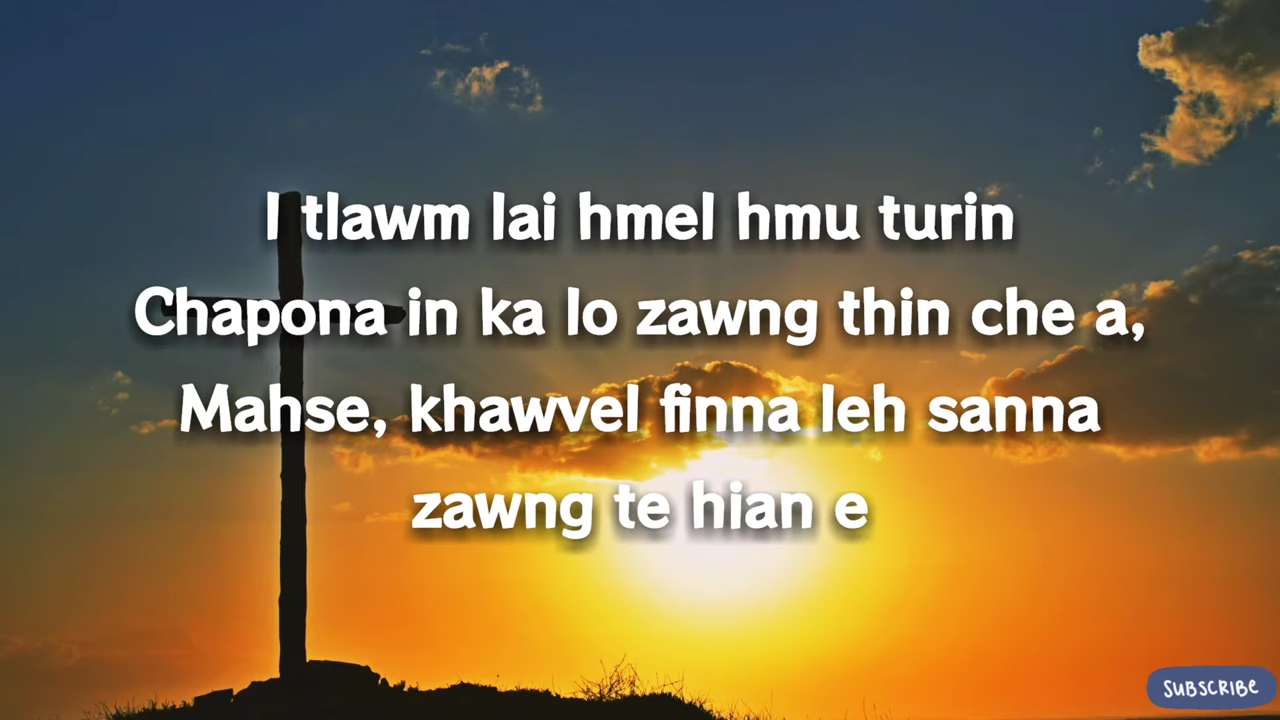 I tlawm lai hmel hmu turin
Chapona in ka lo zawng thin che a,
Mahse, khawvel finna leh sanna
zawng te hian e
SUBSCRIBE